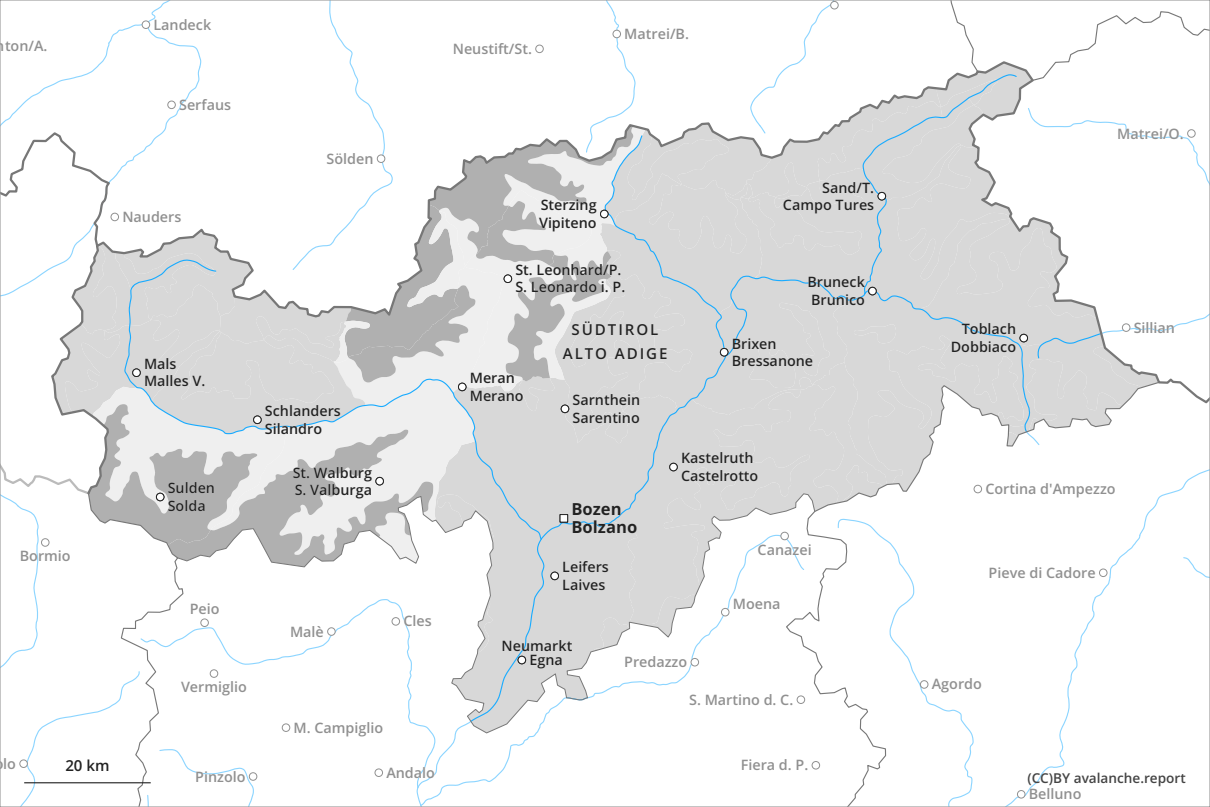 Landeck
nton/A.
Neustift/St.
Matrei/B.
Serfaus
Matrei/O.
Sölden
Nauders
Sand/T.
Campo Tures
Sterzing
Vipiteno
St. Leonhard/P.
S. Leonardo i. P.
Bruneck
Brunico
SÜDTIROL
ALTO ADIGE
Toblach
Dobbiaco
Sillian
Brixen
Bressanone
Mals
Malles V.
Meran
Merano
Schlanders
Silandro
Sarnthein
Sarentino
Kastelruth
Castelrotto
St. Walburg
S. Valburga
Sulden
Solda
Cortina d'Ampezzo
Bozen
Bolzano
Bormio
Canazei
Leifers
Laives
Pieve di Cadore
Peio
Moena
Malè
Cles
Neumarkt
Egna
Predazzo
Vermiglio
Agordo
S. Martino d. C.
M. Campiglio
olo
20 km
Pinzolo
Andalo
Fiera d. P.
(CC)BY avalanche.report
Belluno